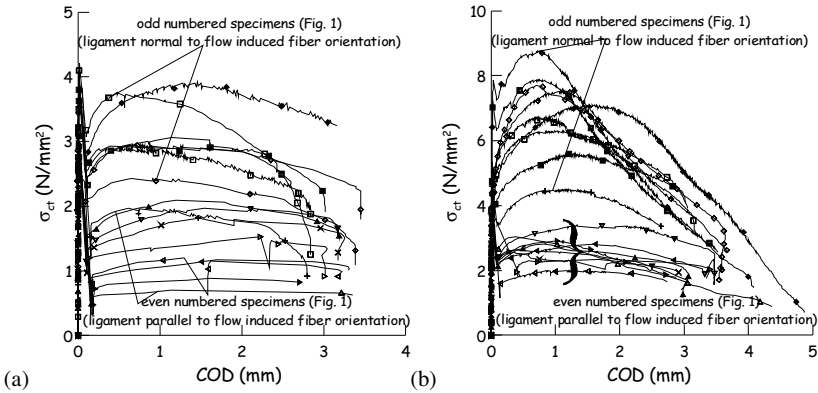 odd numbered specimens (Fig. 1)
(ligament normal to flow induced fiber orientation)
5
4
3
2
1
0
σct (N/mm²)
even numbered specimens (Fig. 1)
(ligament parallel to flow induced fiber orientation)
0 1 2 3 4
COD (mm)
(a)
odd numbered specimens (Fig. 1)
(ligament normal to flow induced fiber orientation)
10
8
6
4
2
0
σct (N/mm²)
even numbered specimens (Fig. 1)
(ligament parallel to flow induced fiber orientation)
0 1 2 3 4 5
COD (mm)
(b)